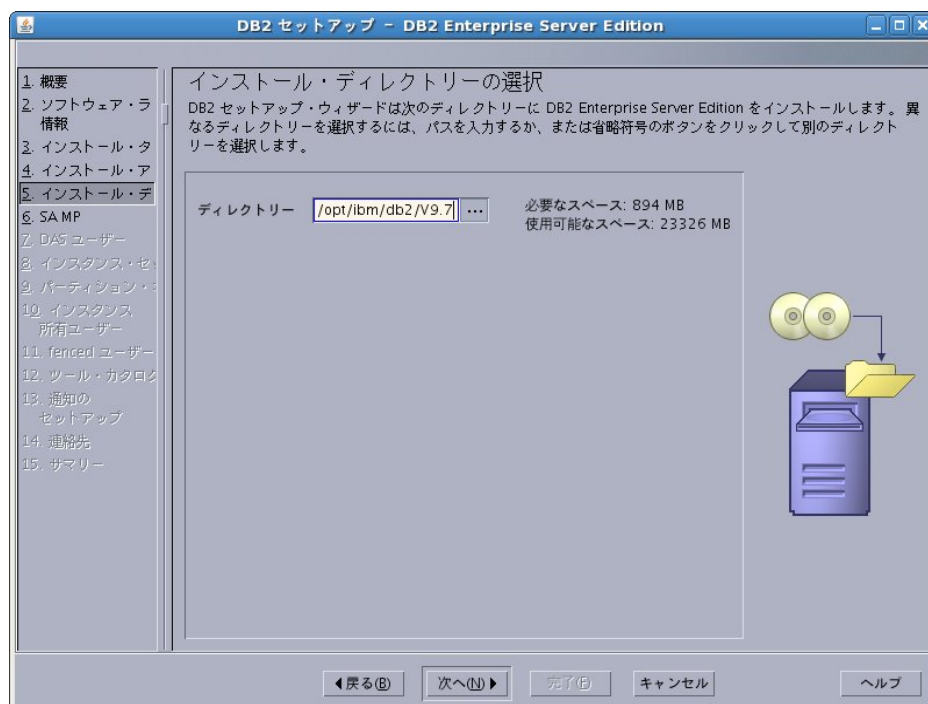 DB2 セットアップ - DB2 Enterprise Server Edition
1. 概要
2. ソフトウェア・ラ
情報
3. インストール・タ
4. インストール・ア
5. インストール・デ
6. SA MP
7. DAS ユーザー
8. インスタンス・セ
9. パーティション・
10. インスタンス
所有ユーザー
11. fenced ユーザー
12. ツール・カタログ
13. 通知の
セットアップ
14. 連絡先
15. サマリー
インストール・ディレクトリーの選択
DB2 セットアップ・ウィザードは次のディレクトリーに DB2 Enterprise Server Edition をインストールします。 異
なるディレクトリーを選択するには、パスを入力するか、または省略符号のボタンをクリックして別のディレクト
リーを選択します。
ディレクトリー /opt/ibm/db2/V9.7 ...
必要なスペース: 894 MB
使用可能なスペース: 23326 MB
戻る(B) 次へ(N) 完了(F) キャンセル ヘルプ